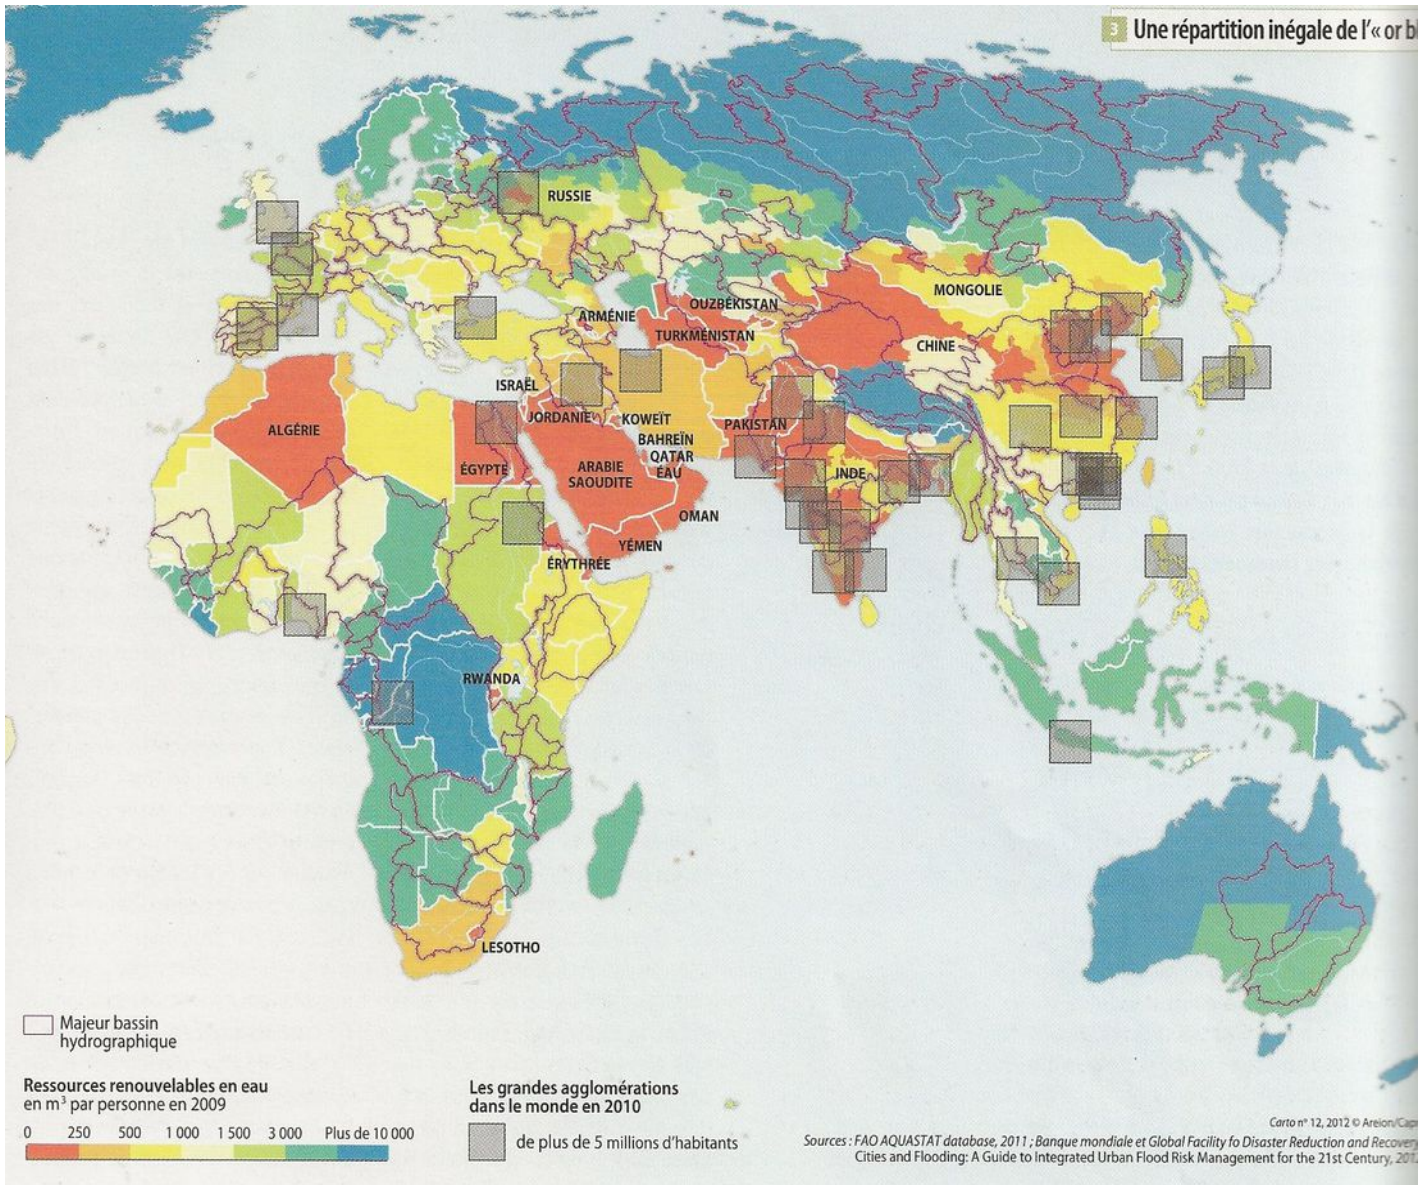 3 Une répartition inégale de l'« or bl
RUSSIE
MONGOLIE
OUZBÉKISTAN
ARMÉNIE
TURKMÉNISTAN
CHINE
ISRAËL
JORDANIE
KOWEÏT
PAKISTAN
ALGÉRIE
BAHREÏN
QATAR
ÉAU
ÉGYPTE
ARABIE
SAOUDITE
INDE
OMAN
YÉMEN
ÉRYTHRÉE
RWANDA
LESOTHO
Majeur bassin
hydrographique
Ressources renouvelables en eau
en m³ par personne en 2009
0 250 500 1 000 1 500 3 000 Plus de 10 000
Les grandes agglomérations
dans le monde en 2010
de plus de 5 millions d'habitants
Carto n° 12, 2012 © Areion/Capr
Sources : FAO AQUASTAT database, 2011 ; Banque mondiale et Global Facility fo Disaster Reduction and Recovery
Cities and Flooding: A Guide to Integrated Urban Flood Risk Management for the 21st Century, 201